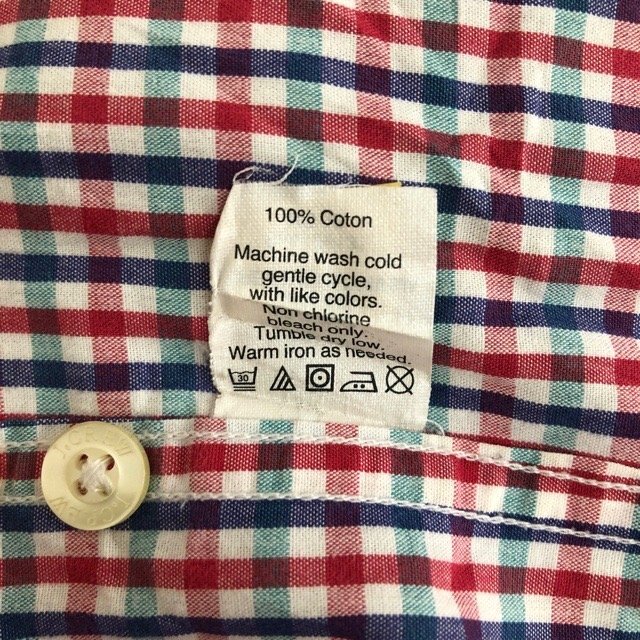 100% Coton
Machine wash cold
gentle cycle,
with like colors.
Non chlorine
bleach only.
Tumble dry low.
Warm iron as needed.
30